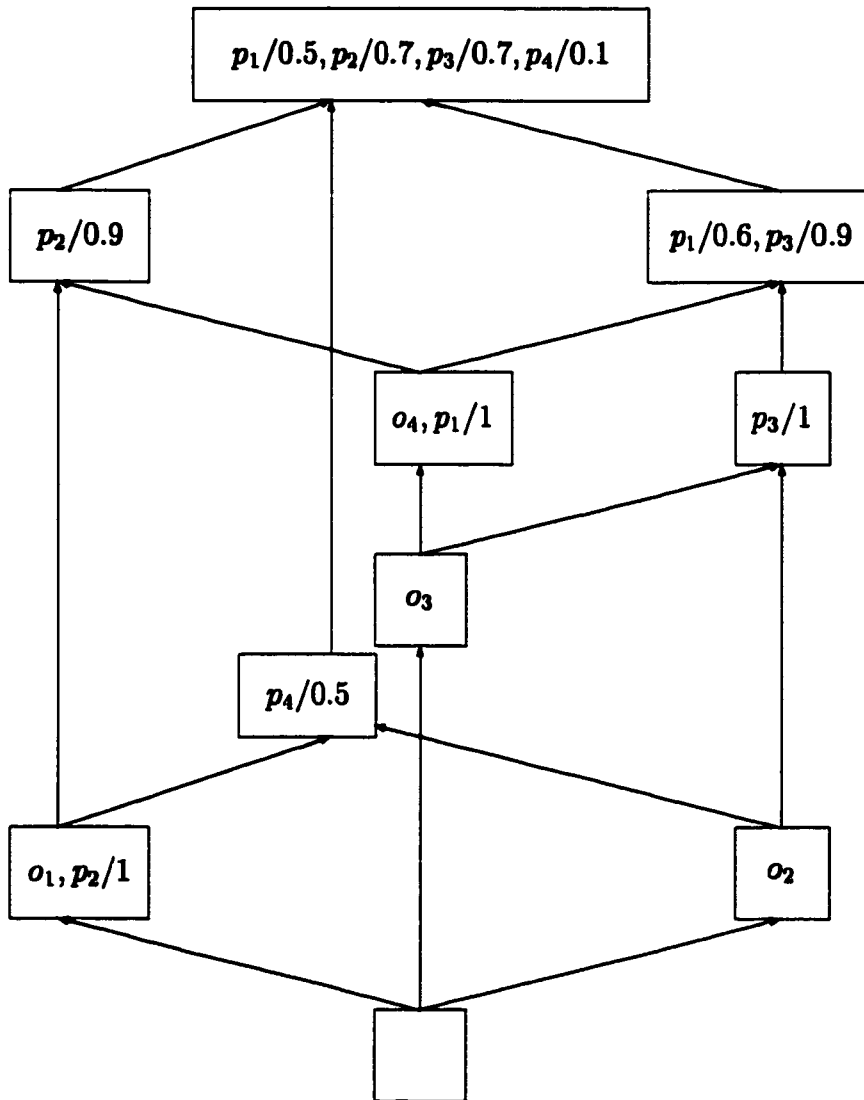 p₁/0.5, p₂/0.7, p₃/0.7, p₄/0.1
p₂/0.9
p₁/0.6, p₃/0.9
o₄, p₁/1
p₃/1
o₃
p₄/0.5
o₁, p₂/1
o₂